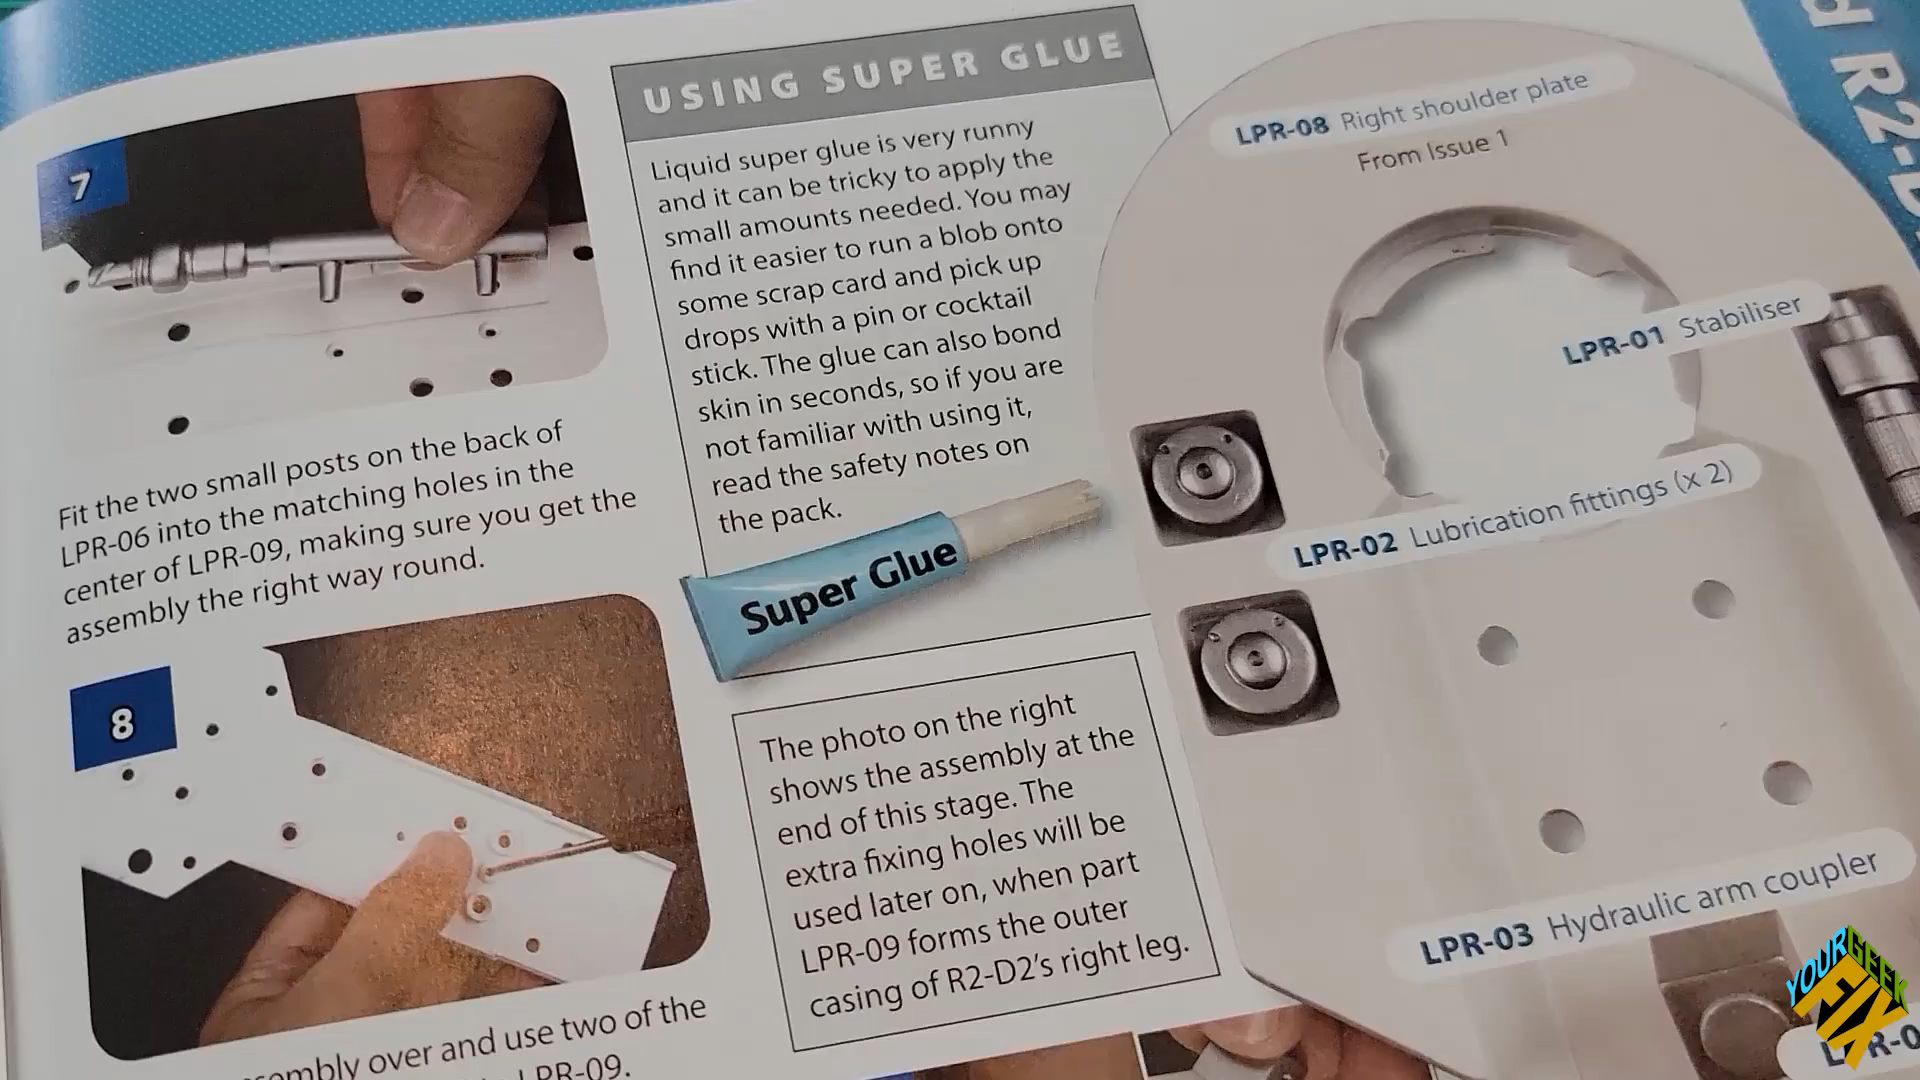 7
Fit the two small posts on the back of
LPR-06 into the matching holes in the
center of LPR-09, making sure you get the
assembly the right way round.
8
over and use two of the
LPR-09.
USING SUPER GLUE
Liquid super glue is very runny
and it can be tricky to apply the
small amounts needed. You may
find it easier to run a blob onto
some scrap card and pick up
drops with a pin or cocktail
stick. The glue can also bond
skin in seconds, so if you are
not familiar with using it,
read the safety notes on
the pack.
Super Glue
The photo on the right
shows the assembly at the
end of this stage. The
extra fixing holes will be
used later on, when part
LPR-09 forms the outer
casing of R2-D2's right leg.
LPR-08 Right shoulder plate
From Issue 1
LPR-01 Stabiliser
LPR-02 Lubrication fittings (x 2)
LPR-03 Hydraulic arm coupler
YOUR GEEK
FIX